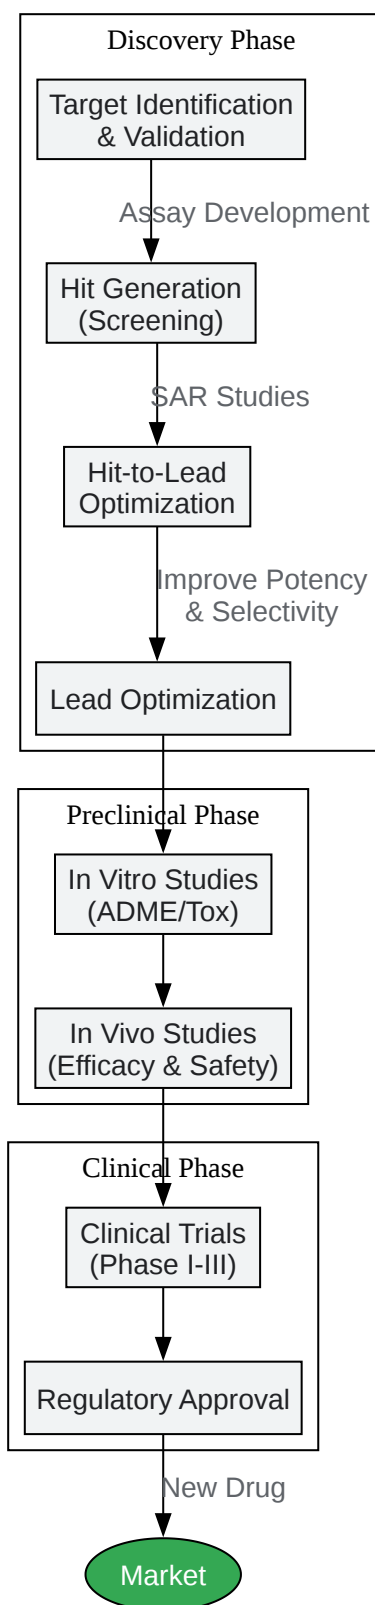 Discovery Phase
Target Identification
& Validation
Assay Development
Hit Generation
(Screening)
SAR Studies
Hit-to-Lead
Optimization
Improve Potency
& Selectivity
Lead Optimization
Preclinical Phase
In Vitro Studies
(ADME/Tox)
In Vivo Studies
(Efficacy & Safety)
Clinical Phase
Clinical Trials
(Phase I-III)
Regulatory Approval
New Drug
Market